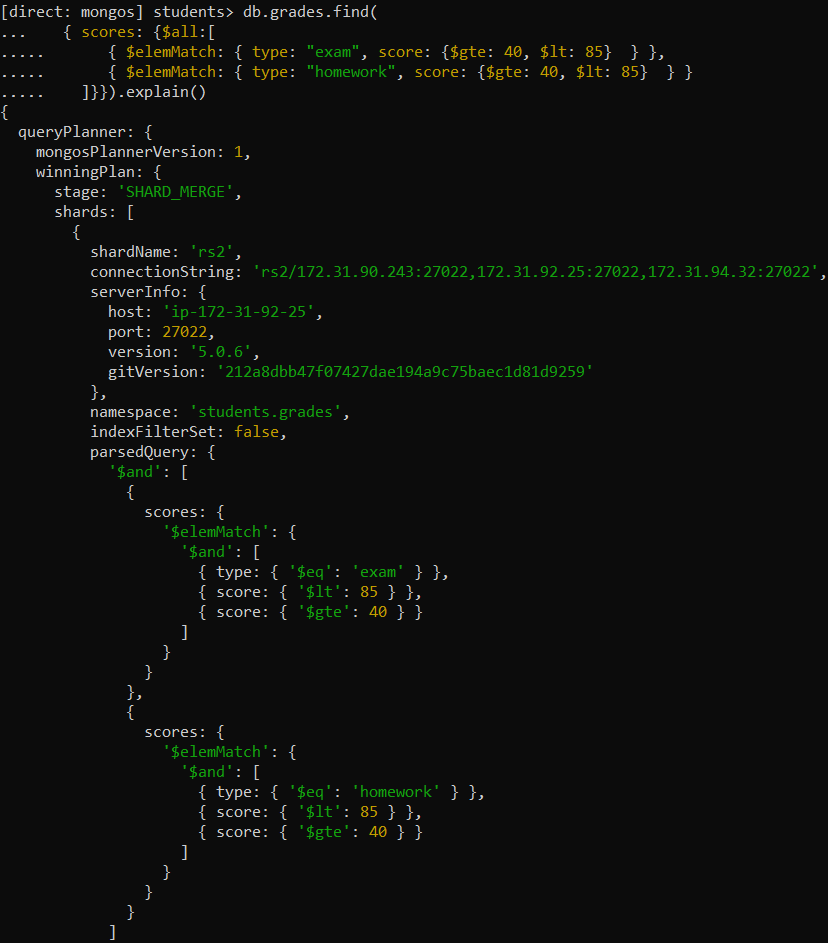 [direct: mongos] students> db.grades.find(
...    { scores: {$all:[
.....       { $elemMatch: { type: "exam", score: {$gte: 40, $lt: 85}  } },
.....       { $elemMatch: { type: "homework", score: {$gte: 40, $lt: 85}  } }
.....    ]}}).explain()
{
  queryPlanner: {
    mongosPlannerVersion: 1,
    winningPlan: {
      stage: 'SHARD_MERGE',
      shards: [
        {
          shardName: 'rs2',
          connectionString: 'rs2/172.31.90.243:27022,172.31.92.25:27022,172.31.94.32:27022',
          serverInfo: {
            host: 'ip-172-31-92-25',
            port: 27022,
            version: '5.0.6',
            gitVersion: '212a8dbb47f07427dae194a9c75baec1d81d9259'
          },
          namespace: 'students.grades',
          indexFilterSet: false,
          parsedQuery: {
            '$and': [
              {
                scores: {
                  '$elemMatch': {
                    '$and': [
                      { type: { '$eq': 'exam' } },
                      { score: { '$lt': 85 } },
                      { score: { '$gte': 40 } }
                    ]
                  }
                }
              },
              {
                scores: {
                  '$elemMatch': {
                    '$and': [
                      { type: { '$eq': 'homework' } },
                      { score: { '$lt': 85 } },
                      { score: { '$gte': 40 } }
                    ]
                  }
                }
              }
            ]